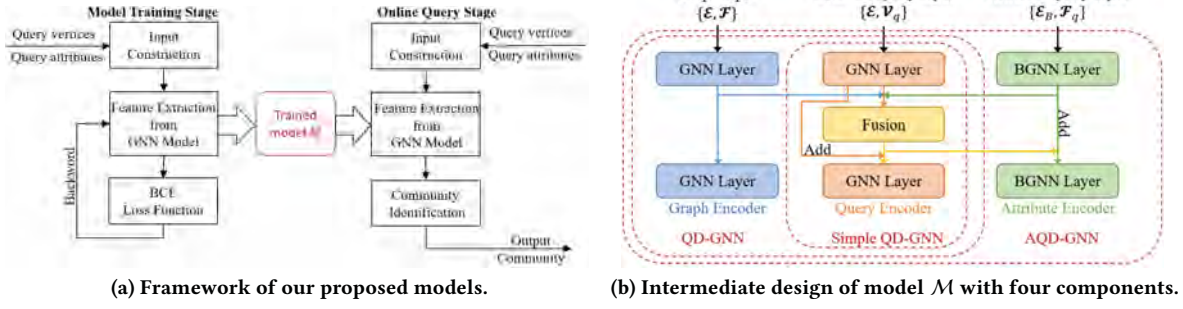 Model Training Stage
Query vertices
Query attributes
Input
Construction
Feature Extraction
from
GNN Model
Backword
BCE
Loss Function
Trained
model M
Online Query Stage
Input
Construction
Query vertices
Query attributes
Feature Extraction
from
GNN Model
Community
Identification
Output
Community
(a) Framework of our proposed models.
{𝓔, 𝓕}
{𝓔, 𝓥q}
{𝓔B, 𝓕q}
GNN Layer
GNN Layer
BGNN Layer
Fusion
Add
Add
GNN Layer
GNN Layer
BGNN Layer
Graph Encoder
Query Encoder
Attribute Encoder
QD-GNN
Simple QD-GNN
AQD-GNN
(b) Intermediate design of model M with four components.